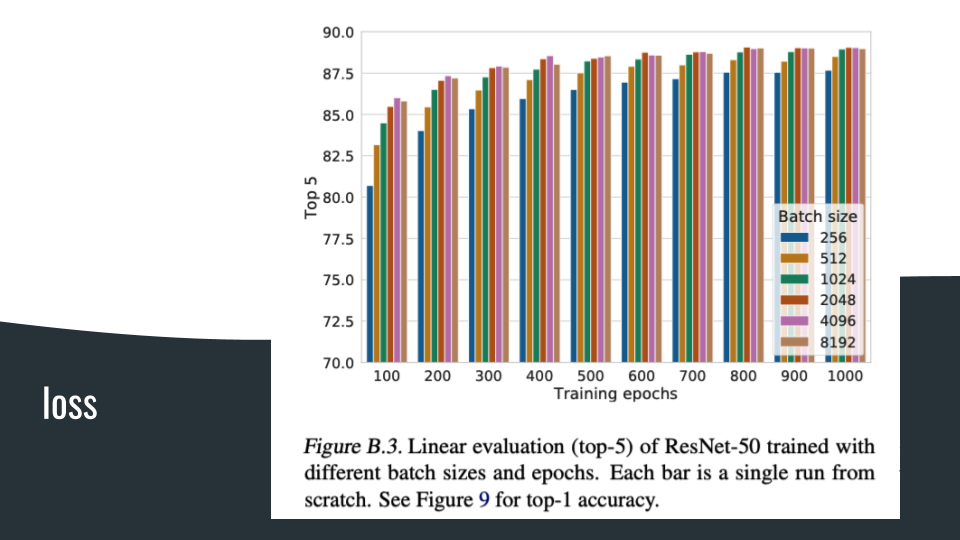 90.0
87.5
85.0
82.5
80.0
77.5
75.0
72.5
70.0
Top 5
100 200 300 400 500 600 700 800 900 1000
Training epochs
Batch size
256
512
1024
2048
4096
8192
loss
Figure B.3. Linear evaluation (top-5) of ResNet-50 trained with
different batch sizes and epochs. Each bar is a single run from
scratch. See Figure 9 for top-1 accuracy.